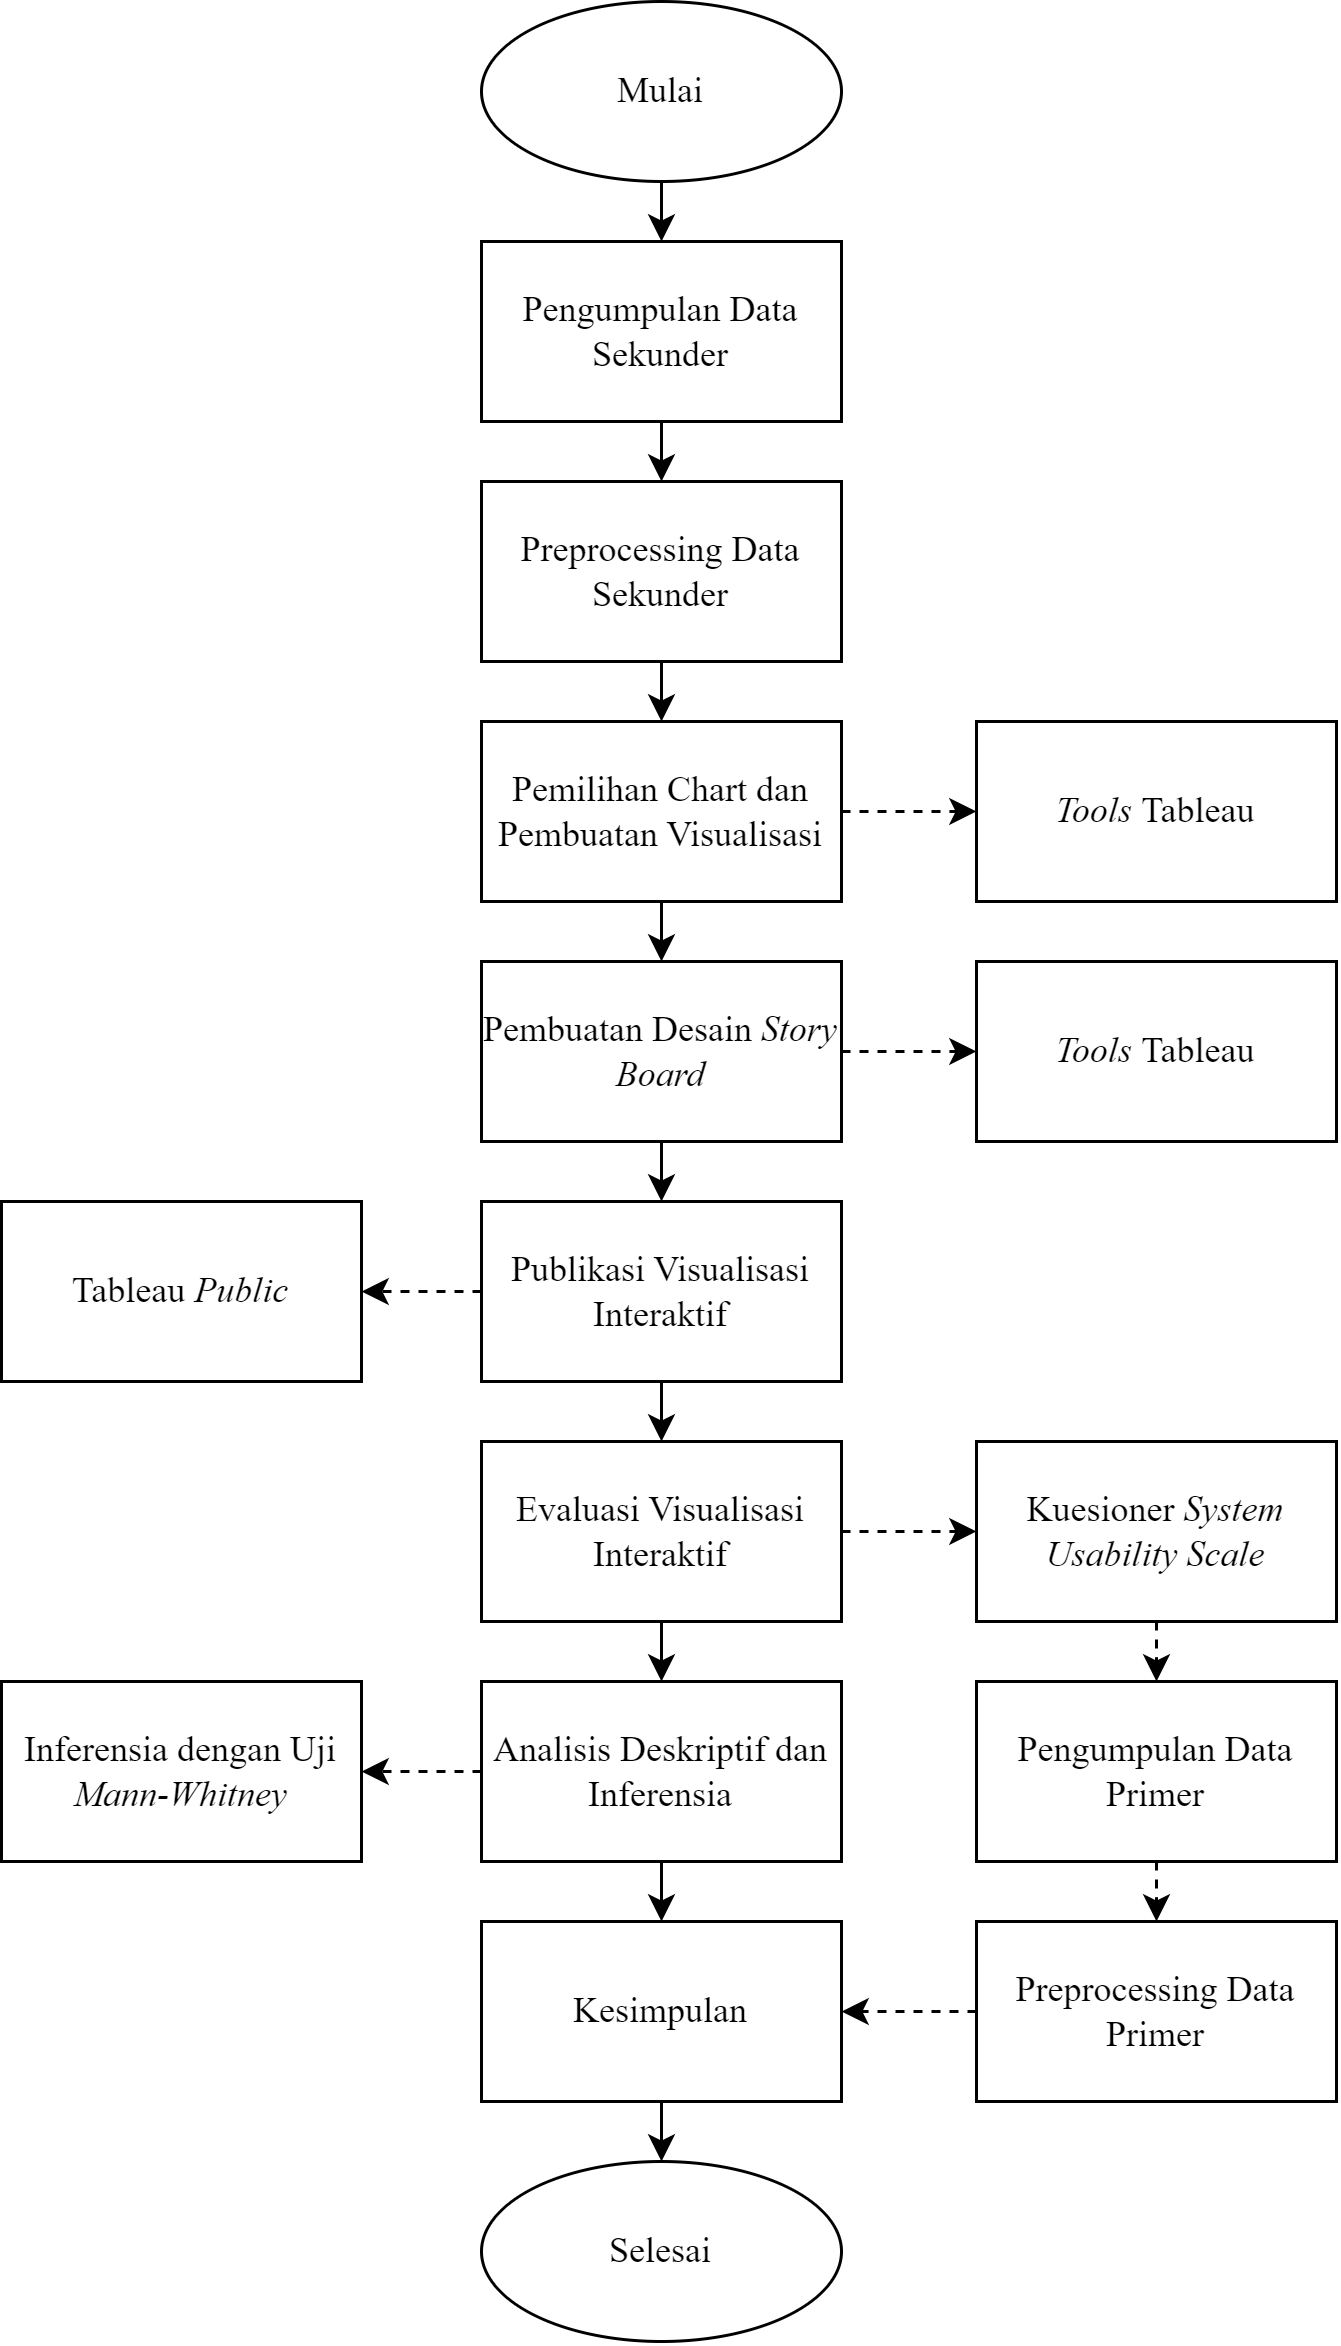 Mulai
Pengumpulan Data
Sekunder
Preprocessing Data
Sekunder
Pemilihan Chart dan
Pembuatan Visualisasi
Tools Tableau
Pembuatan Desain Story
Board
Tools Tableau
Tableau Public
Publikasi Visualisasi
Interaktif
Evaluasi Visualisasi
Interaktif
Kuesioner System
Usability Scale
Inferensia dengan Uji
Mann-Whitney
Analisis Deskriptif dan
Inferensia
Pengumpulan Data
Primer
Kesimpulan
Preprocessing Data
Primer
Selesai